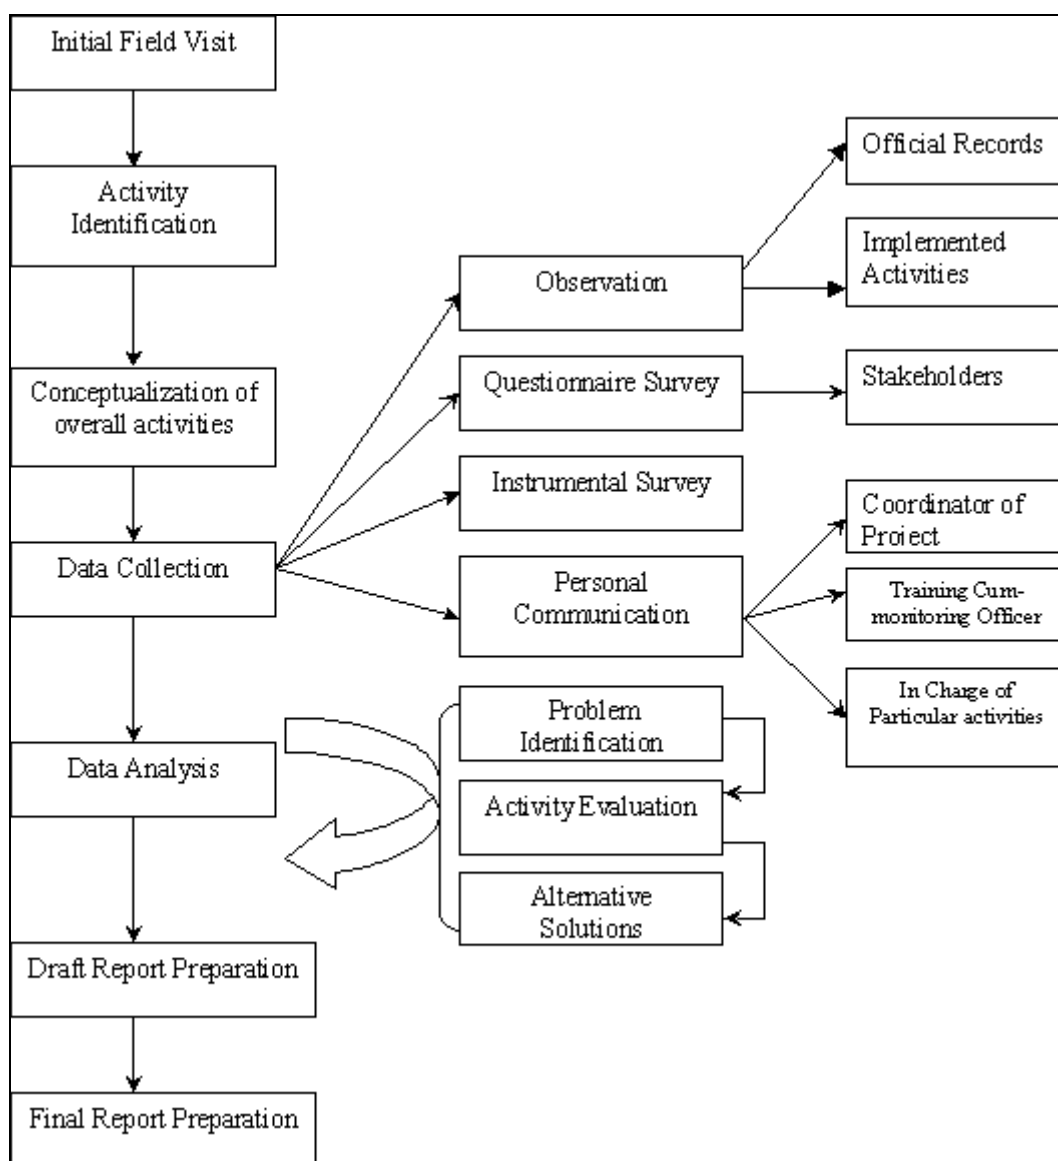 Initial Field Visit
Activity
Identification
Conceptualization of
overall activities
Data Collection
Data Analysis
Draft Report Preparation
Final Report Preparation
Observation
Questionnaire Survey
Instrumental Survey
Personal
Communication
Problem
Identification
Activity Evaluation
Alternative
Solutions
Official Records
Implemented
Activities
Stakeholders
Coordinator of
Project
Training Cum-
monitoring Officer
In Charge of
Particular activities